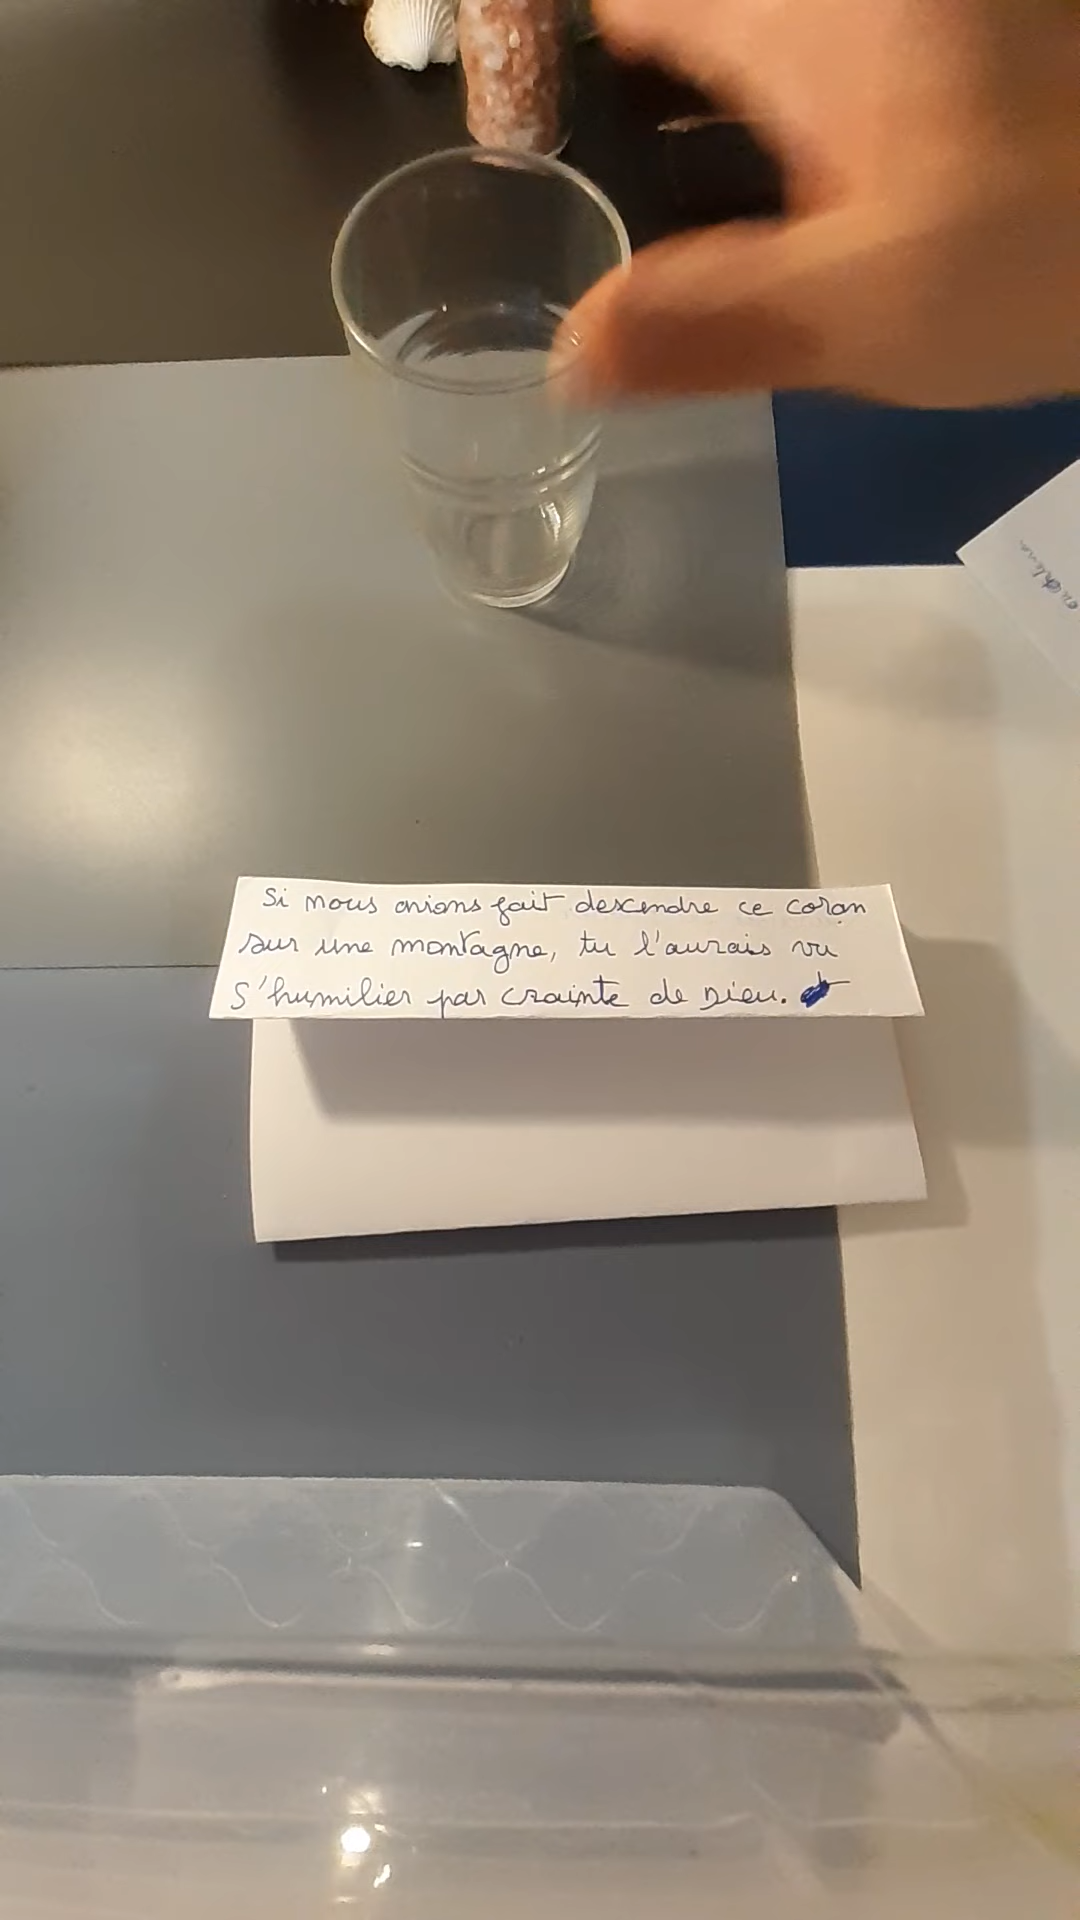 Si nous avions fait descendre ce coran
sur une montagne, tu l'aurais vu
s'humilier par crainte de Dieu.